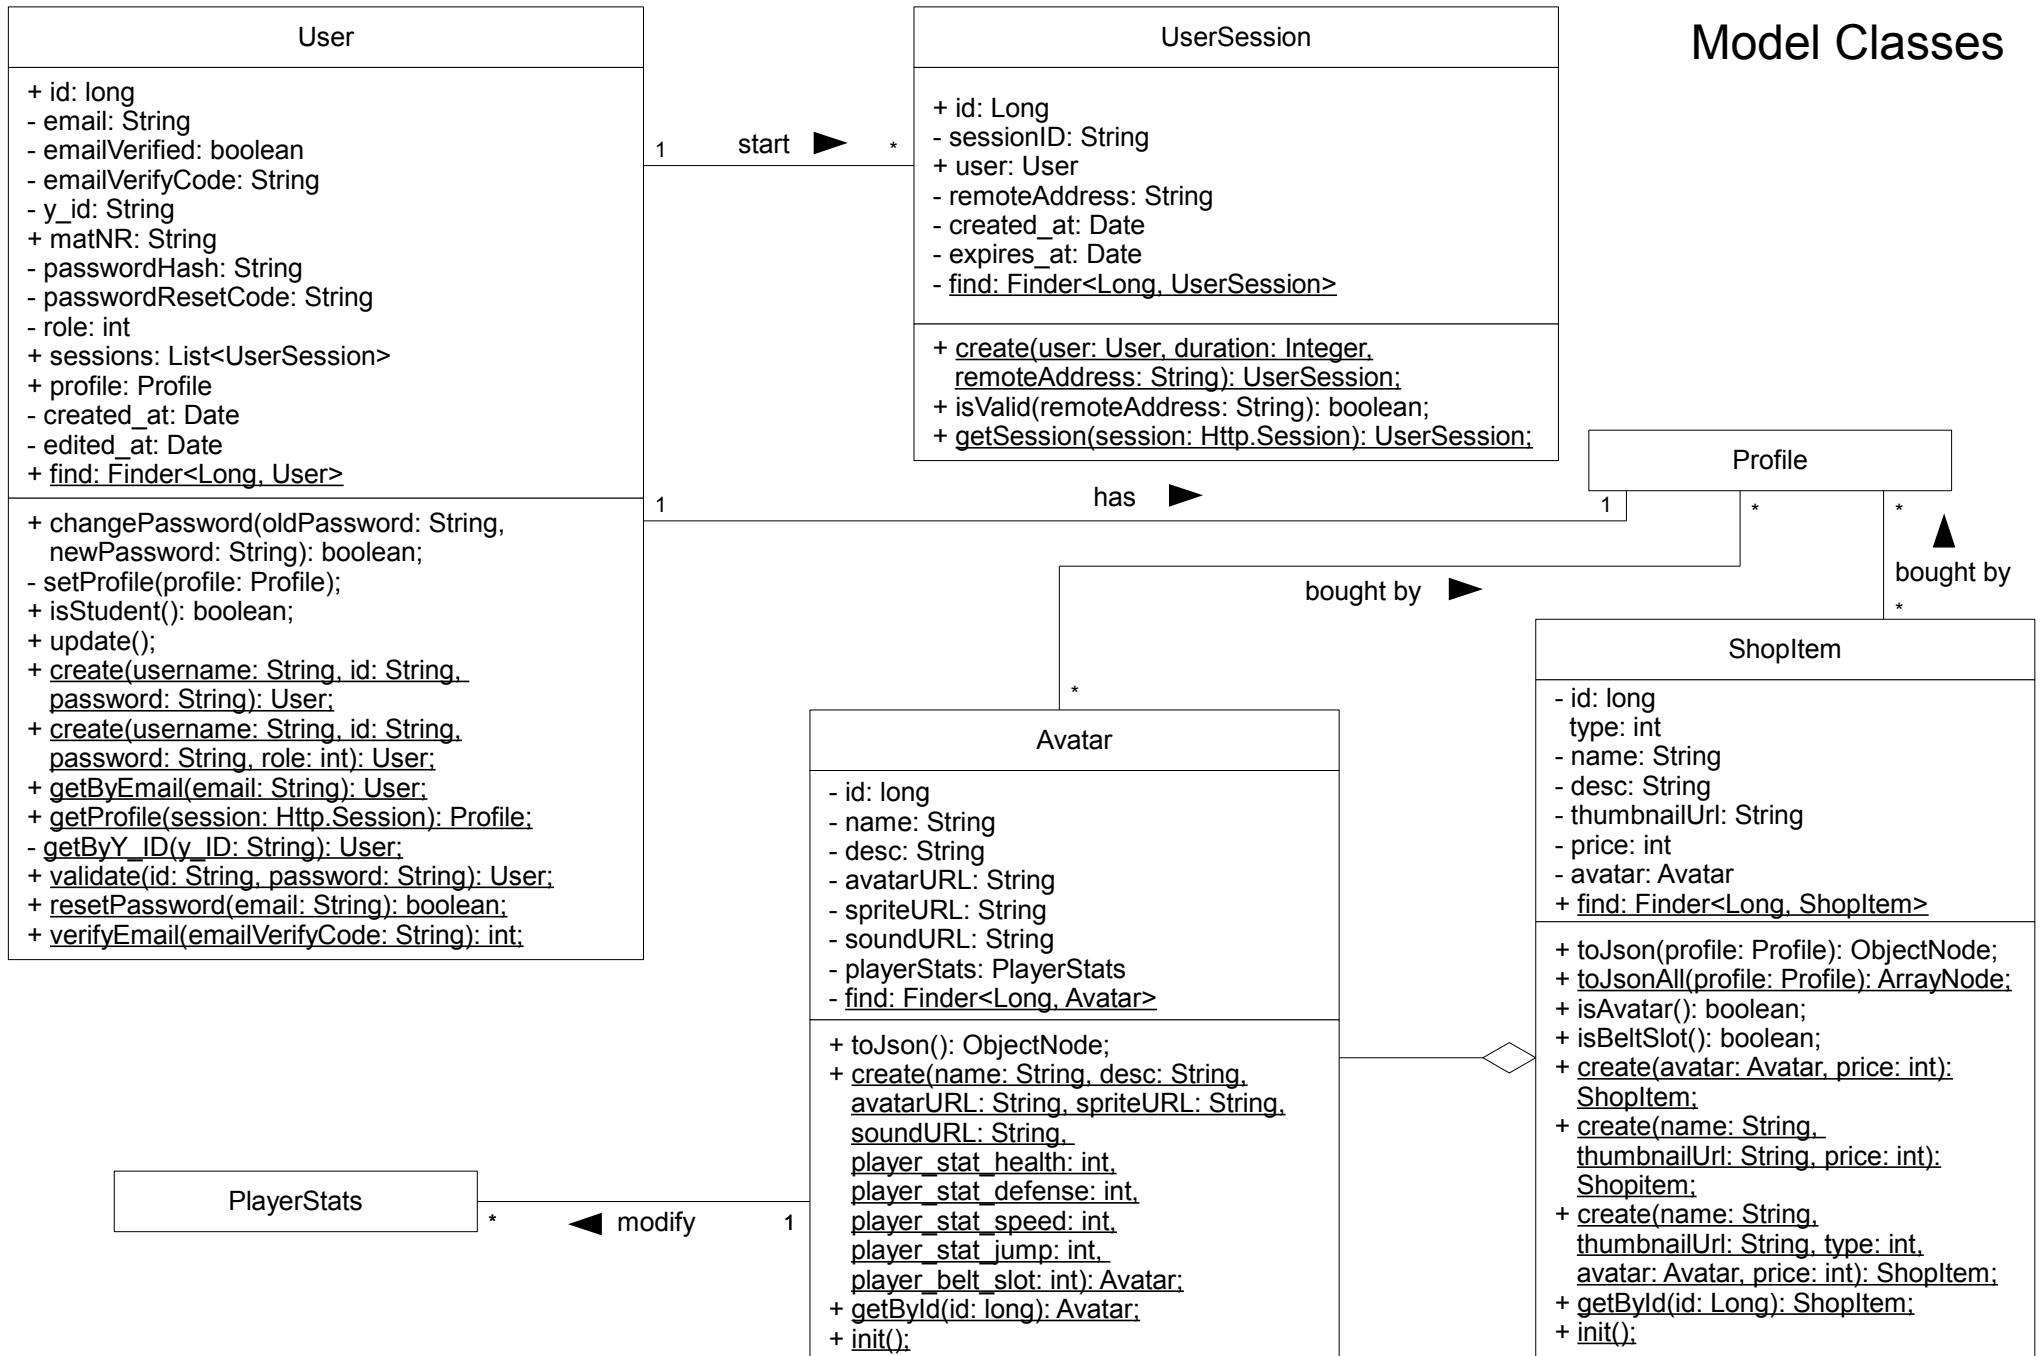 Model Classes
User
+ id: long
- email: String
- emailVerified: boolean
- emailVerifyCode: String
- y_id: String
+ matNR: String
- passwordHash: String
- passwordResetCode: String
- role: int
+ sessions: List<UserSession>
+ profile: Profile
- created_at: Date
- edited_at: Date
+ find: Finder<Long, User>
+ changePassword(oldPassword: String,
newPassword: String): boolean;
- setProfile(profile: Profile);
+ isStudent(): boolean;
+ update();
+ create(username: String, id: String,
password: String): User;
+ create(username: String, id: String,
password: String, role: int): User;
+ getByEmail(email: String): User;
+ getProfile(session: Http.Session): Profile;
- getByY_ID(y_ID: String): User;
+ validate(id: String, password: String): User;
+ resetPassword(email: String): boolean;
+ verifyEmail(emailVerifyCode: String): int;
1 start *
UserSession
+ id: Long
- sessionID: String
+ user: User
- remoteAddress: String
- created_at: Date
- expires_at: Date
- find: Finder<Long, UserSession>
+ create(user: User, duration: Integer,
remoteAddress: String): UserSession;
+ isValid(remoteAddress: String): boolean;
+ getSession(session: Http.Session): UserSession;
1 has 1
Profile
*
bought by
*
*
bought by
*
Avatar
- id: long
- name: String
- desc: String
- avatarURL: String
- spriteURL: String
- soundURL: String
- playerStats: PlayerStats
- find: Finder<Long, Avatar>
+ toJson(): ObjectNode;
+ create(name: String, desc: String,
avatarURL: String, spriteURL: String,
soundURL: String,
player_stat_health: int,
player_stat_defense: int,
player_stat_speed: int,
player_stat_jump: int,
player_belt_slot: int): Avatar;
+ getById(id: long): Avatar;
+ init();
ShopItem
- id: long
type: int
- name: String
- desc: String
- thumbnailUrl: String
- price: int
- avatar: Avatar
+ find: Finder<Long, ShopItem>
+ toJson(profile: Profile): ObjectNode;
+ toJsonAll(profile: Profile): ArrayNode;
+ isAvatar(): boolean;
+ isBeltSlot(): boolean;
+ create(avatar: Avatar, price: int):
ShopItem;
+ create(name: String,
thumbnailUrl: String, price: int):
Shopitem;
+ create(name: String,
thumbnailUrl: String, type: int,
avatar: Avatar, price: int): ShopItem;
+ getById(id: Long): ShopItem;
+ init();
PlayerStats
* modify 1